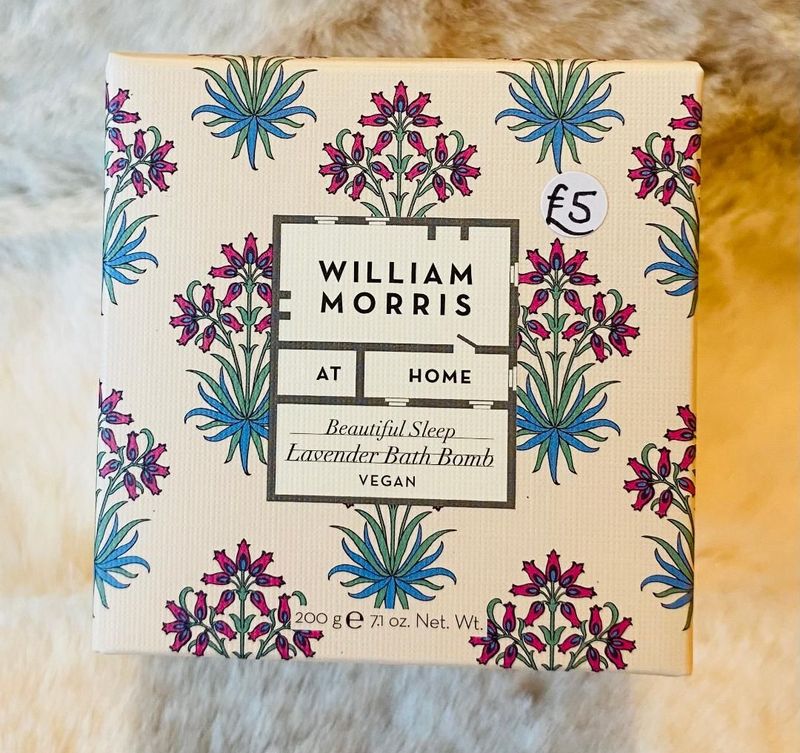 £5
WILLIAM
MORRIS
AT HOME
Beautiful Sleep
Lavender Bath Bomb
VEGAN
200 g e 7.1 oz. Net. Wt.